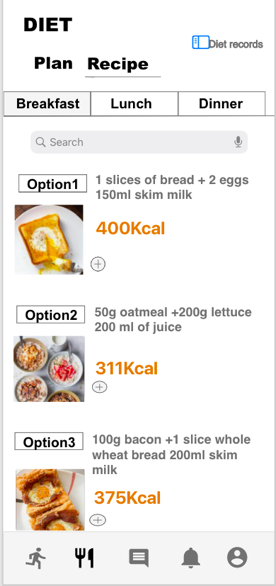 DIET
Diet records
Plan Recipe
Breakfast Lunch Dinner
Search
Option1
1 slices of bread + 2 eggs
150ml skim milk
400Kcal
Option2
50g oatmeal +200g lettuce
200 ml of juice
311Kcal
Option3
100g bacon +1 slice whole
wheat bread 200ml skim
milk
375Kcal